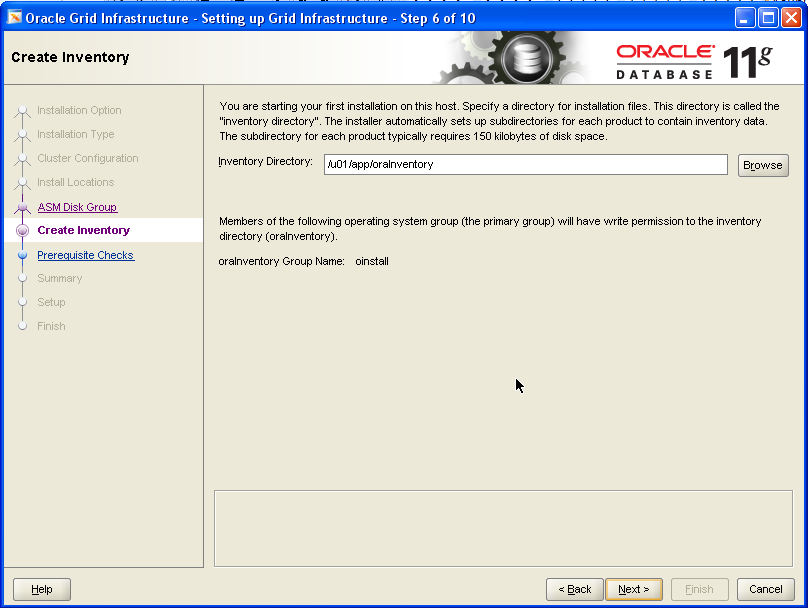 Oracle Grid Infrastructure - Setting up Grid Infrastructure - Step 6 of 10
Create Inventory
ORACLE
DATABASE
11g
Installation Option
Installation Type
Cluster Configuration
Install Locations
ASM Disk Group
Create Inventory
Prerequisite Checks
Summary
Setup
Finish
You are starting your first installation on this host. Specify a directory for installation files. This directory is called the
"inventory directory". The installer automatically sets up subdirectories for each product to contain inventory data.
The subdirectory for each product typically requires 150 kilobytes of disk space.
Inventory Directory: /u01/app/oraInventory Browse
Members of the following operating system group (the primary group) will have write permission to the inventory
directory (oraInventory).
oraInventory Group Name: oinstall
Help < Back Next > Finish Cancel